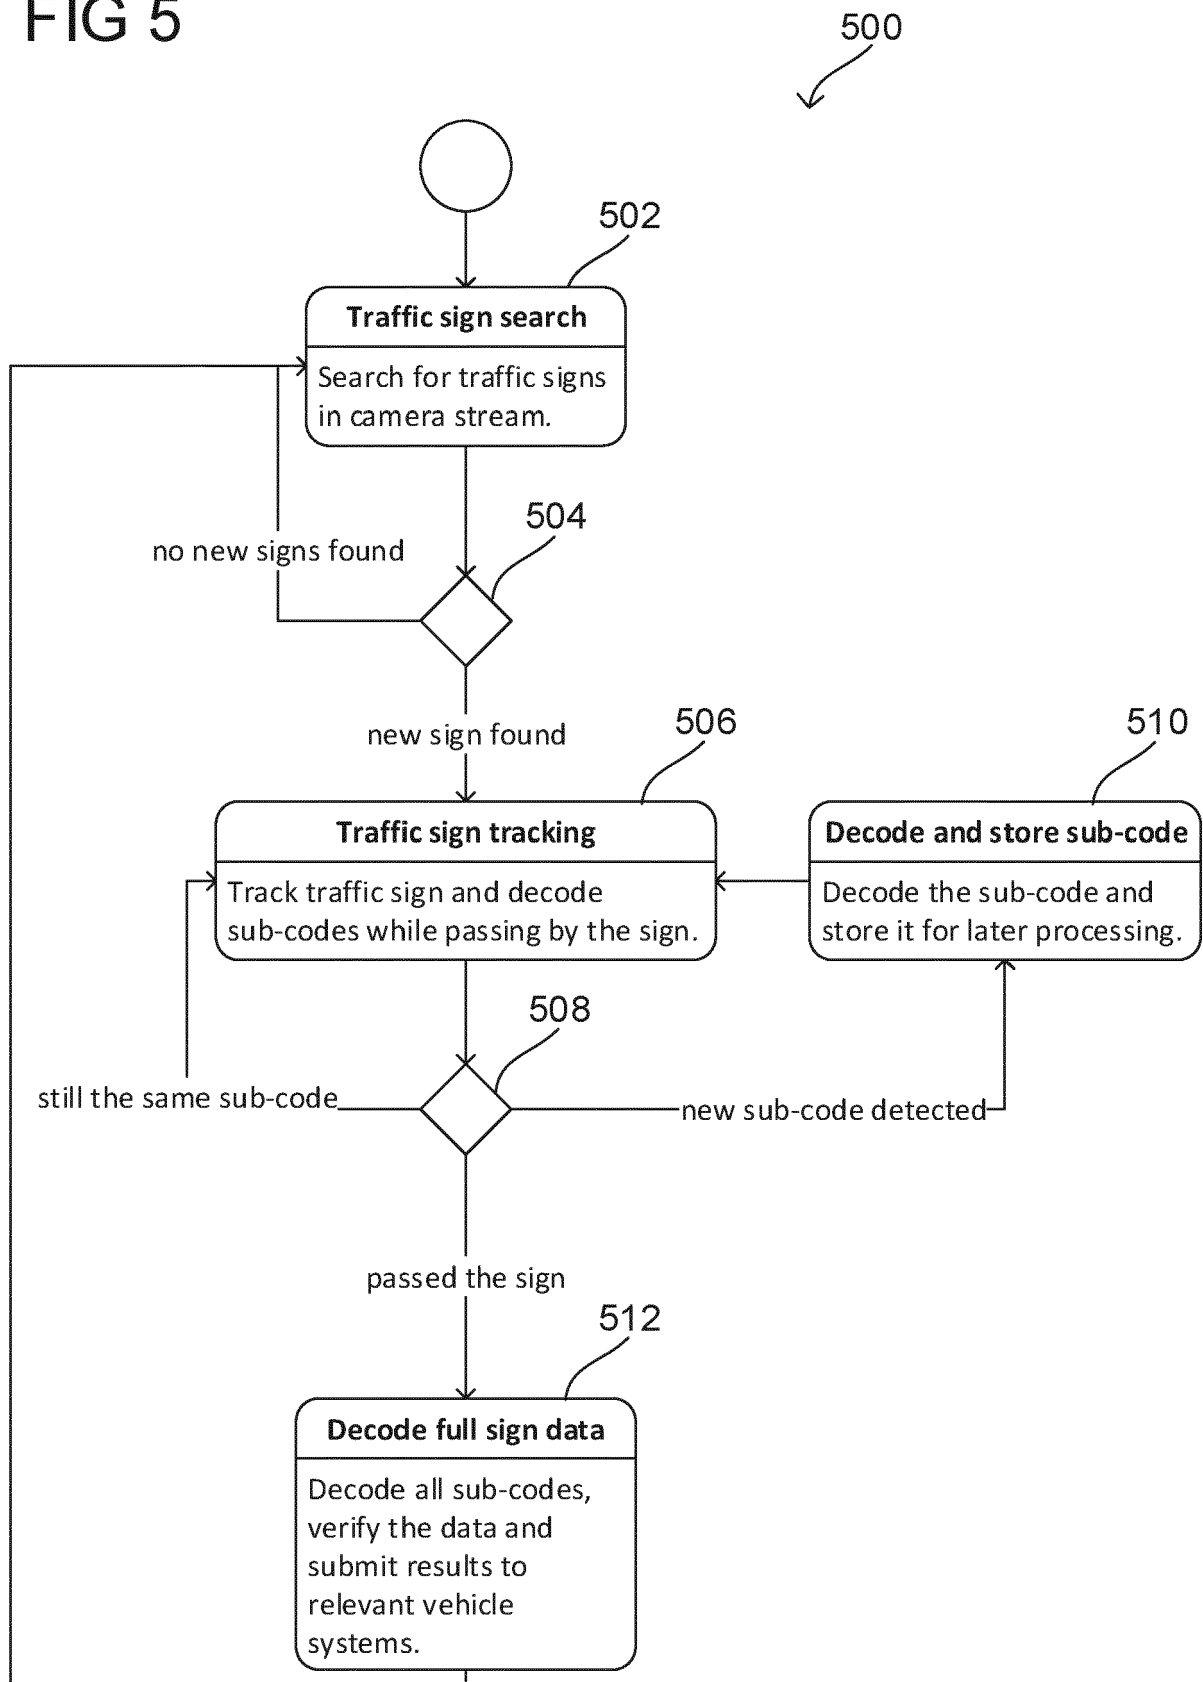 FIG 5
500
502
Traffic sign search
Search for traffic signs
in camera stream.
504
no new signs found
new sign found
506
510
Traffic sign tracking
Track traffic sign and decode
sub-codes while passing by the sign.
Decode and store sub-code
Decode the sub-code and
store it for later processing.
508
still the same sub-code
new sub-code detected
passed the sign
512
Decode full sign data
Decode all sub-codes,
verify the data and
submit results to
relevant vehicle
systems.